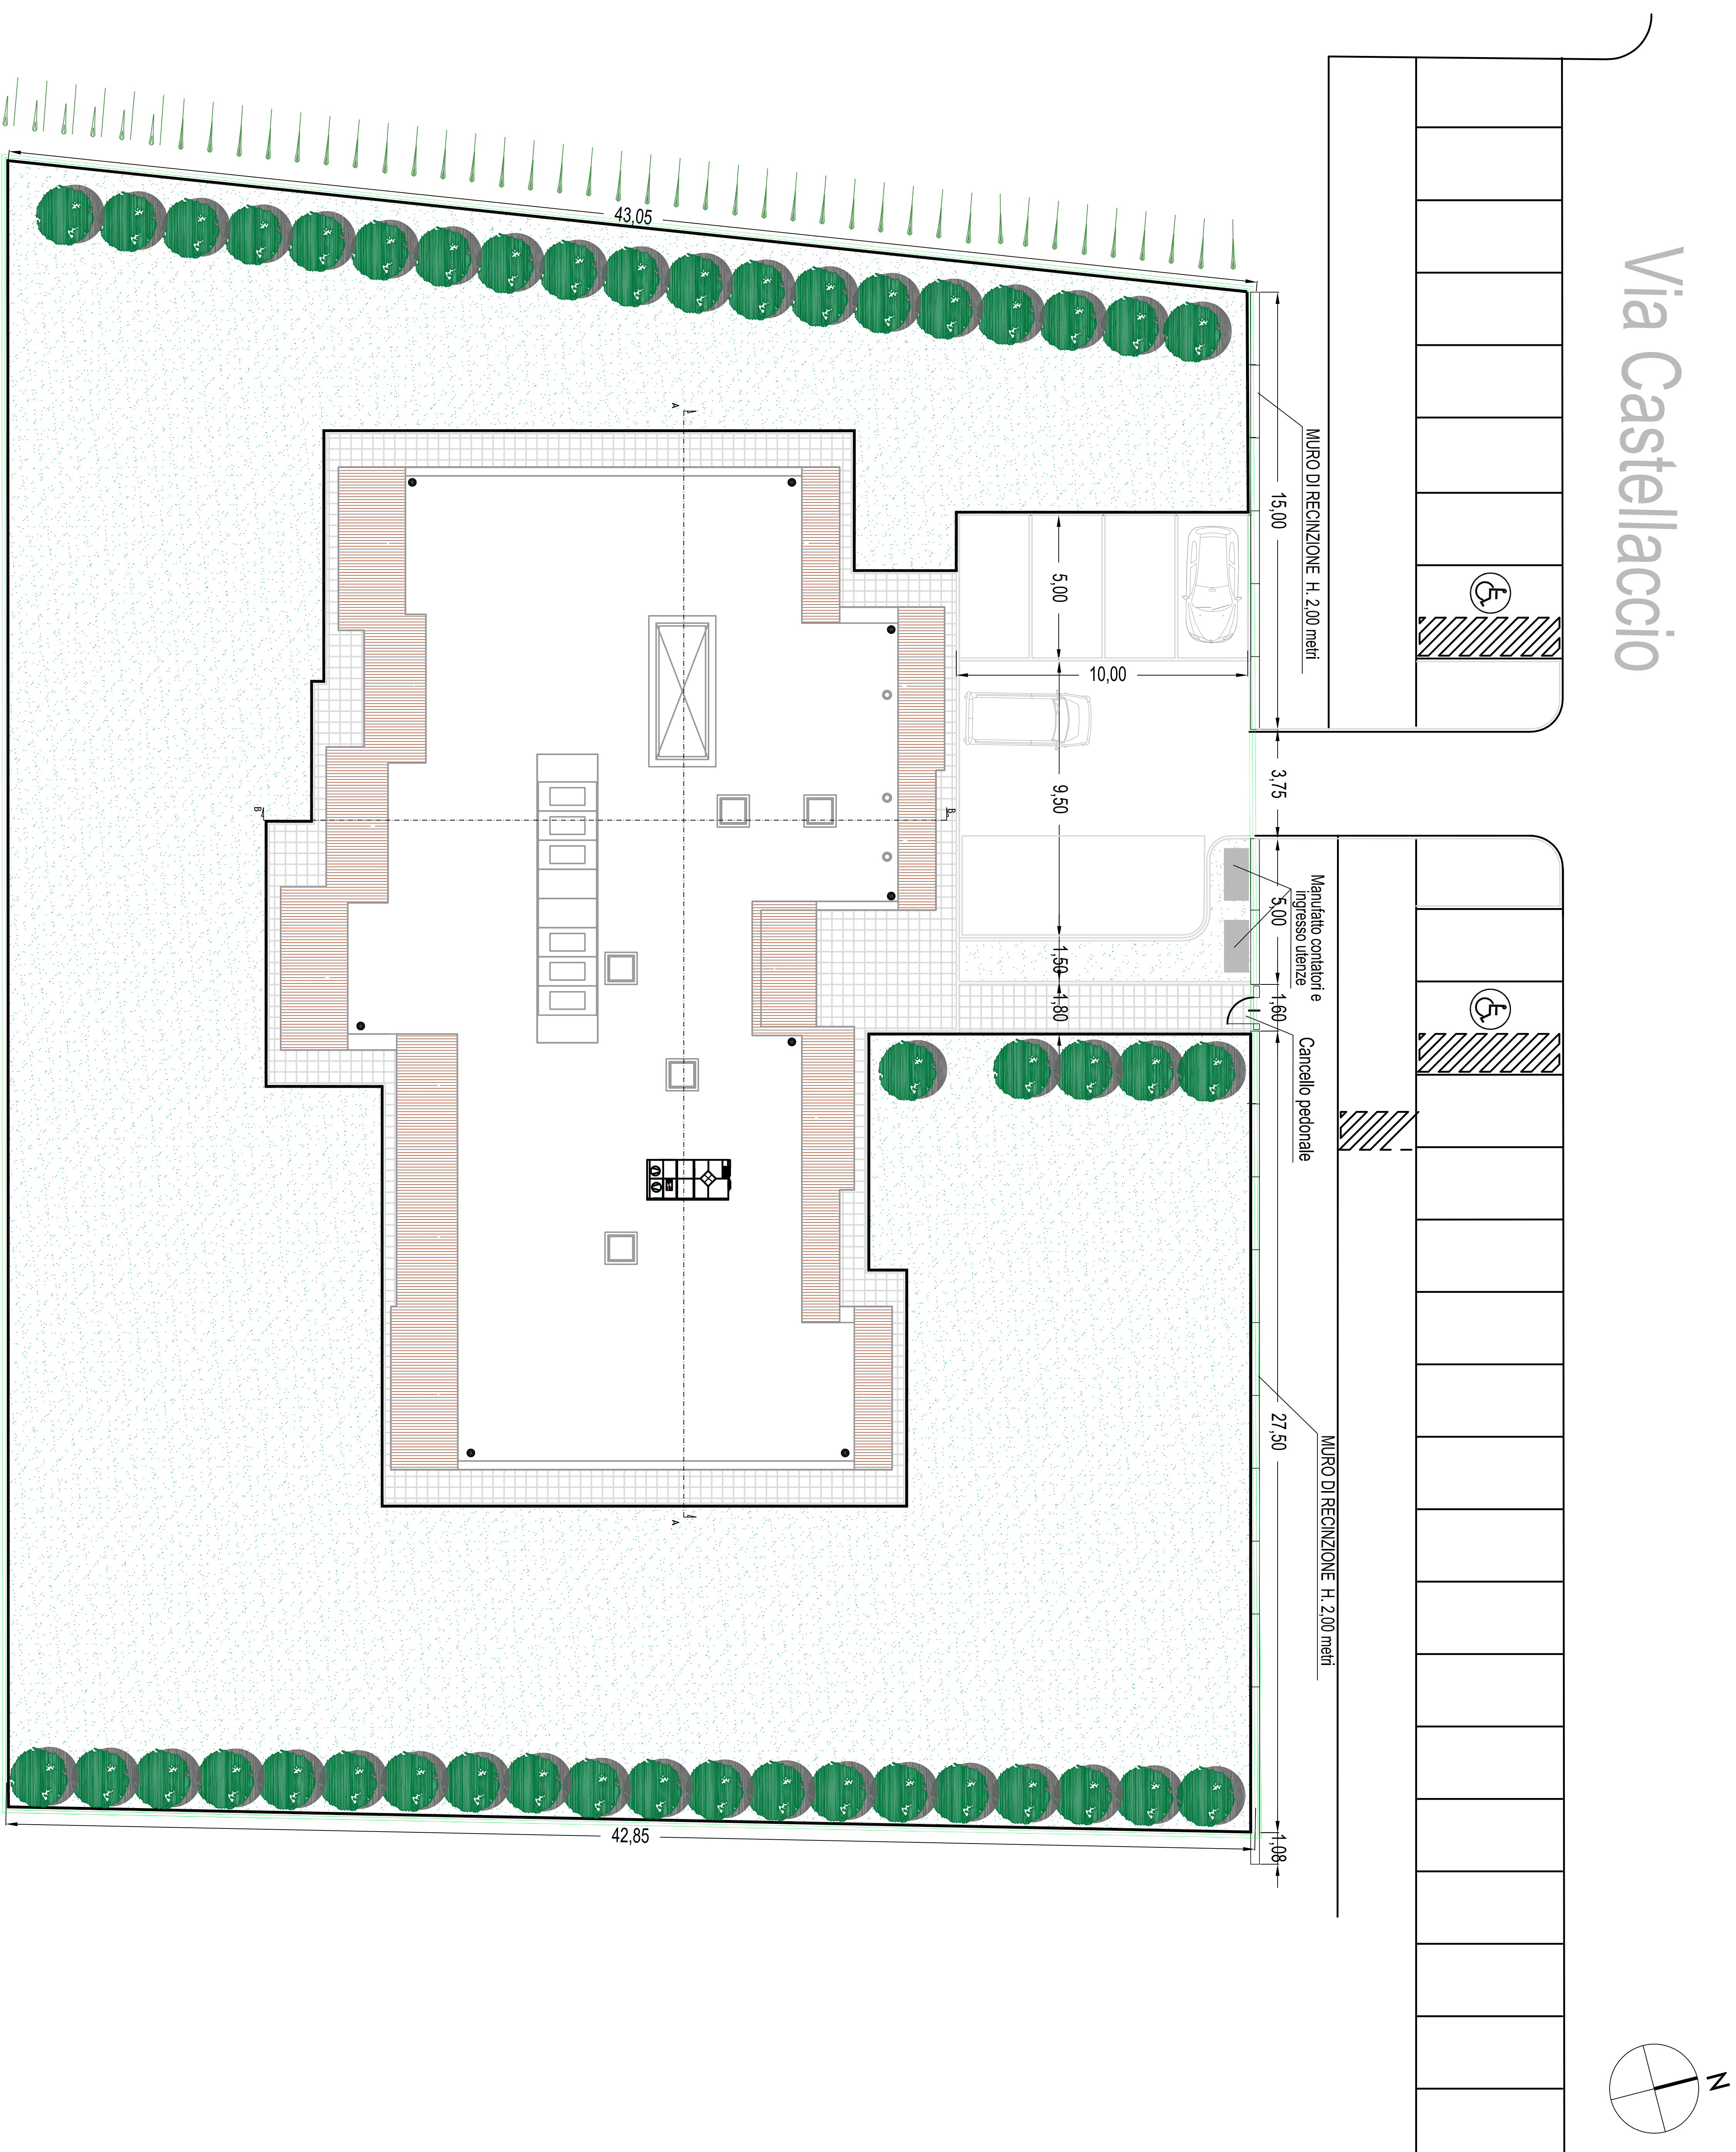 Via Castellaccio
MURO DI RECINZIONE H. 2,00 metri
15,00
3,75
5,00
1,60
27,50
1,08
Manufatto contatori e
ingresso utenze
Cancello pedonale
MURO DI RECINZIONE H. 2,00 metri
5,00
10,00
9,50
1,50
1,80
43,05
42,85
A
A
B
B
N